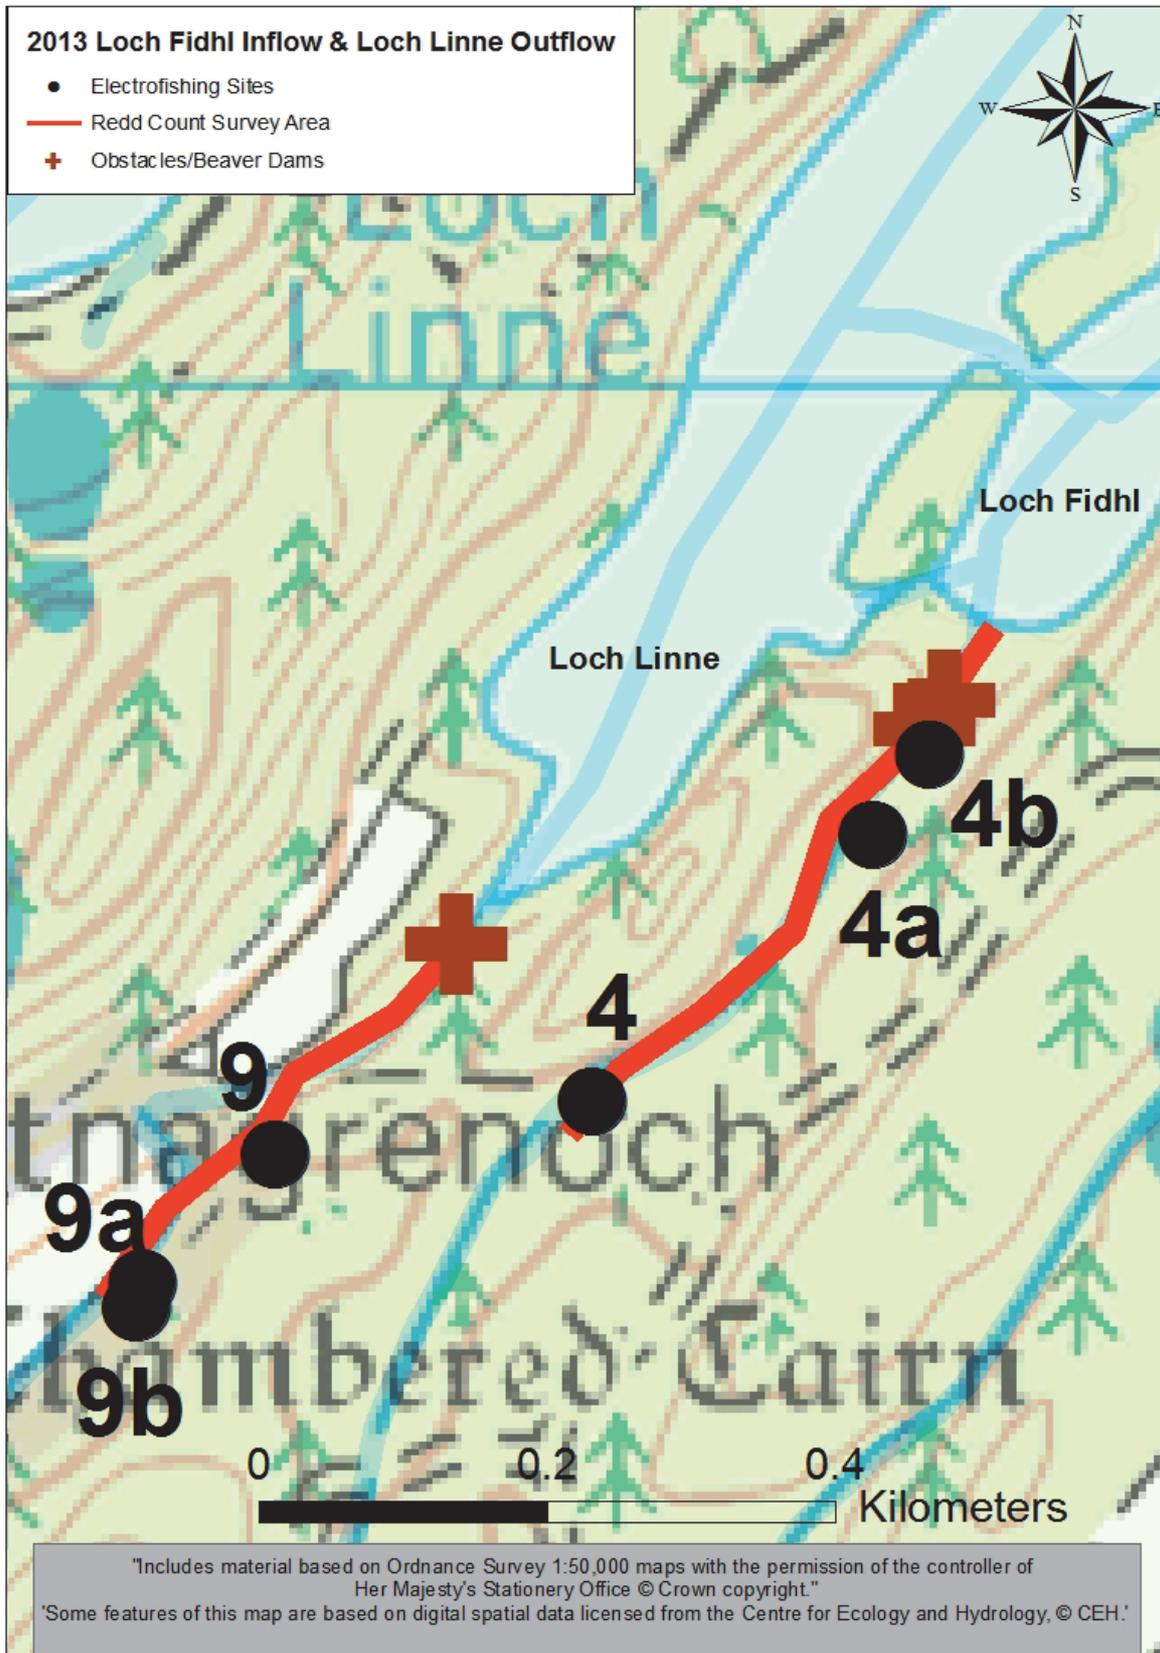 2013 Loch Fidhl Inflow & Loch Linne Outflow
Electrofishing Sites
Redd Count Survey Area
Obstacles/Beaver Dams
N
W
E
S
Loch
Linne
Loch Fidhl
Loch Linne
4b
4a
4
9
tnagrenoch
9a
hambered Cairn
9b
0 0.2 0.4
Kilometers
"Includes material based on Ordnance Survey 1:50,000 maps with the permission of the controller of
Her Majesty's Stationery Office © Crown copyright."
'Some features of this map are based on digital spatial data licensed from the Centre for Ecology and Hydrology, © CEH.'